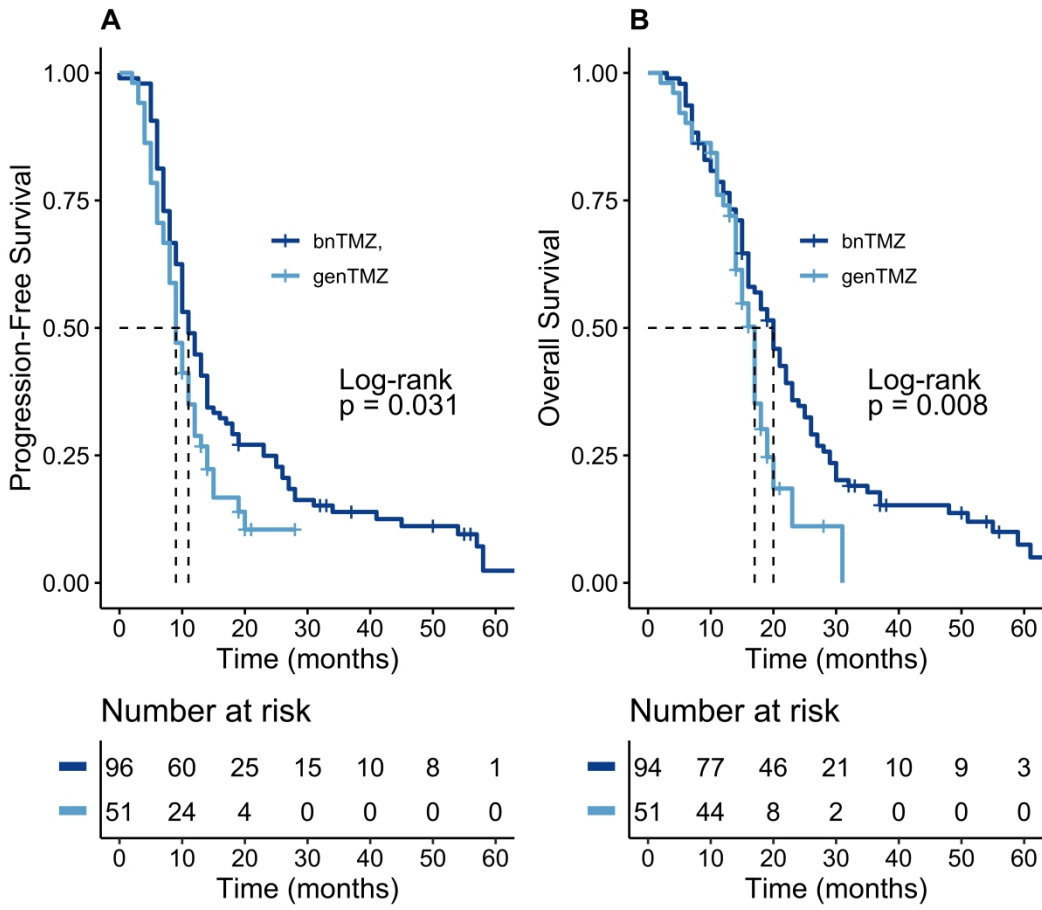 A
Progression-Free Survival
1.00
0.75
0.50
0.25
0.00
bnTMZ,
genTMZ
Log-rank
p = 0.031
0 10 20 30 40 50 60
Time (months)
Number at risk
96 60 25 15 10 8 1
51 24 4 0 0 0 0
0 10 20 30 40 50 60
Time (months)
B
Overall Survival
1.00
0.75
0.50
0.25
0.00
bnTMZ
genTMZ
Log-rank
p = 0.008
0 10 20 30 40 50 60
Time (months)
Number at risk
94 77 46 21 10 9 3
51 44 8 2 0 0 0
0 10 20 30 40 50 60
Time (months)